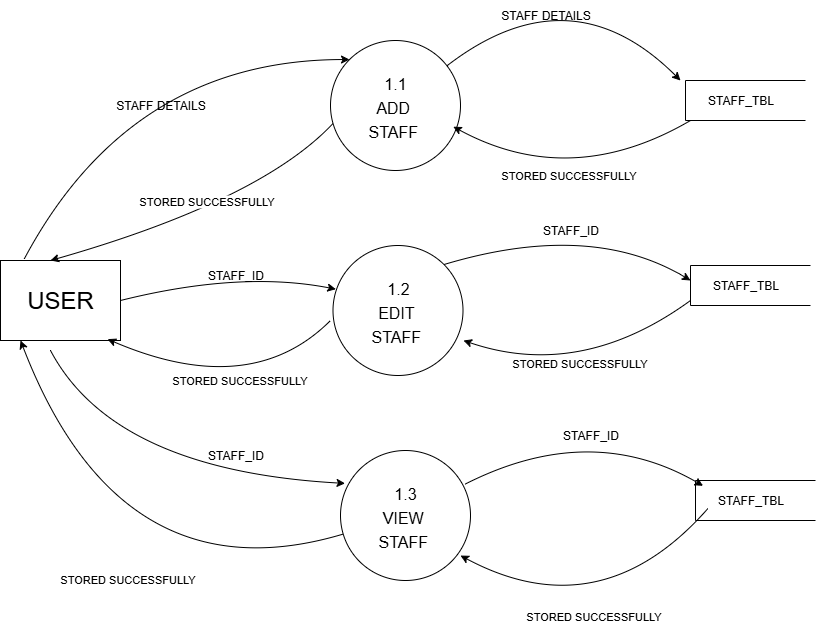 STAFF DETAILS
1.1
ADD
STAFF
STAFF_TBL
STAFF DETAILS
STORED SUCCESSFULLY
STORED SUCCESSFULLY
STAFF_ID
USER
STAFF_ID
1.2
EDIT
STAFF
STAFF_TBL
STORED SUCCESSFULLY
STORED SUCCESSFULLY
STAFF_ID
STAFF_ID
1.3
VIEW
STAFF
STAFF_TBL
STORED SUCCESSFULLY
STORED SUCCESSFULLY